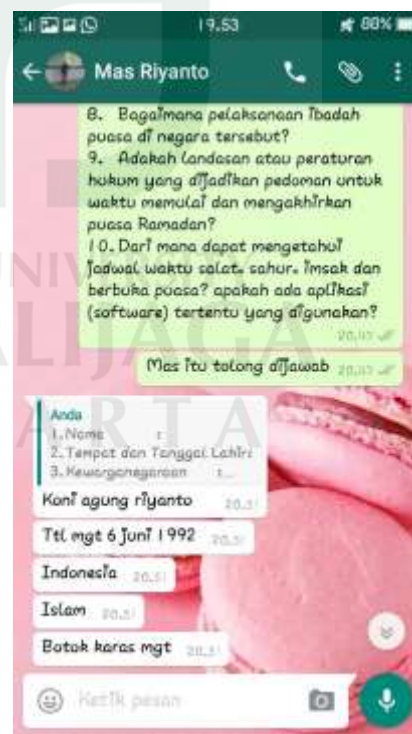 19.53
88%
Mas Riyanto
8. Bagaimana pelaksanaan ibadah
puasa di negara tersebut?
9. Adakah landasan atau peraturan
hukum yang dijadikan pedoman untuk
waktu memulai dan mengakhirkan
puasa Ramadan?
10. Dari mana dapat mengetahui
jadwal waktu salat, sahur, imsak dan
berbuka puasa? apakah ada aplikasi
(software) tertentu yang digunakan?
Mas itu tolong dijawab
Anda
1. Nama :
2. Tempat dan Tanggal Lahir:
3. Kewarganegaraan :
Koni agung riyanto
Ttl mgt 6 juni 1992
Indonesia
Islam
Botok karas mgt
Ketik pesan